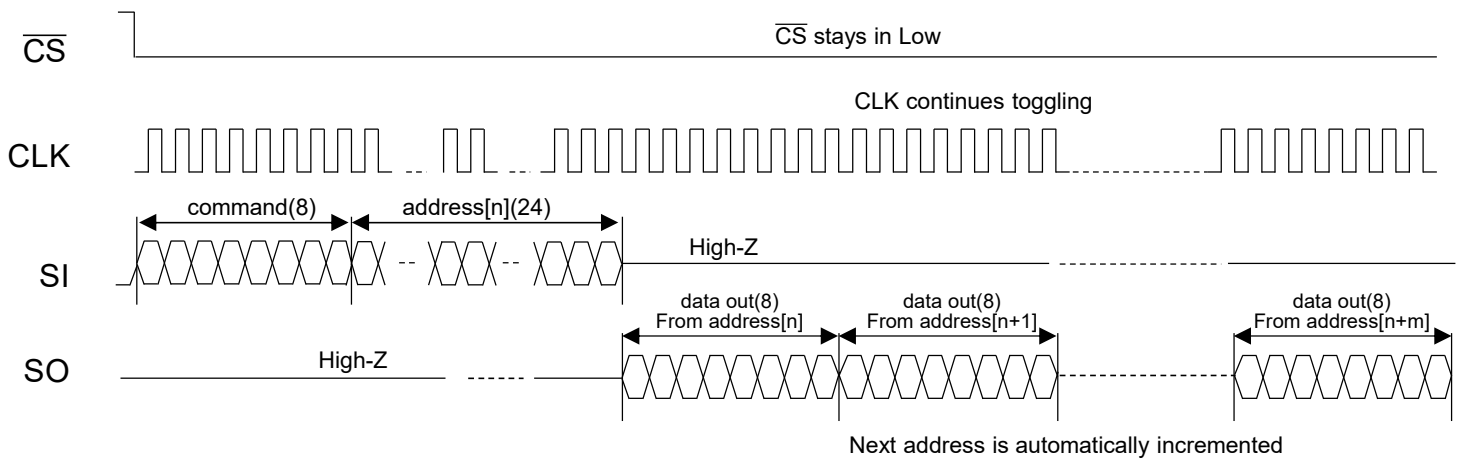 CS
CS stays in Low
CLK continues toggling
CLK
command(8)
address[n](24)
SI
High-Z
data out(8)
From address[n]
data out(8)
From address[n+1]
data out(8)
From address[n+m]
SO
High-Z
Next address is automatically incremented